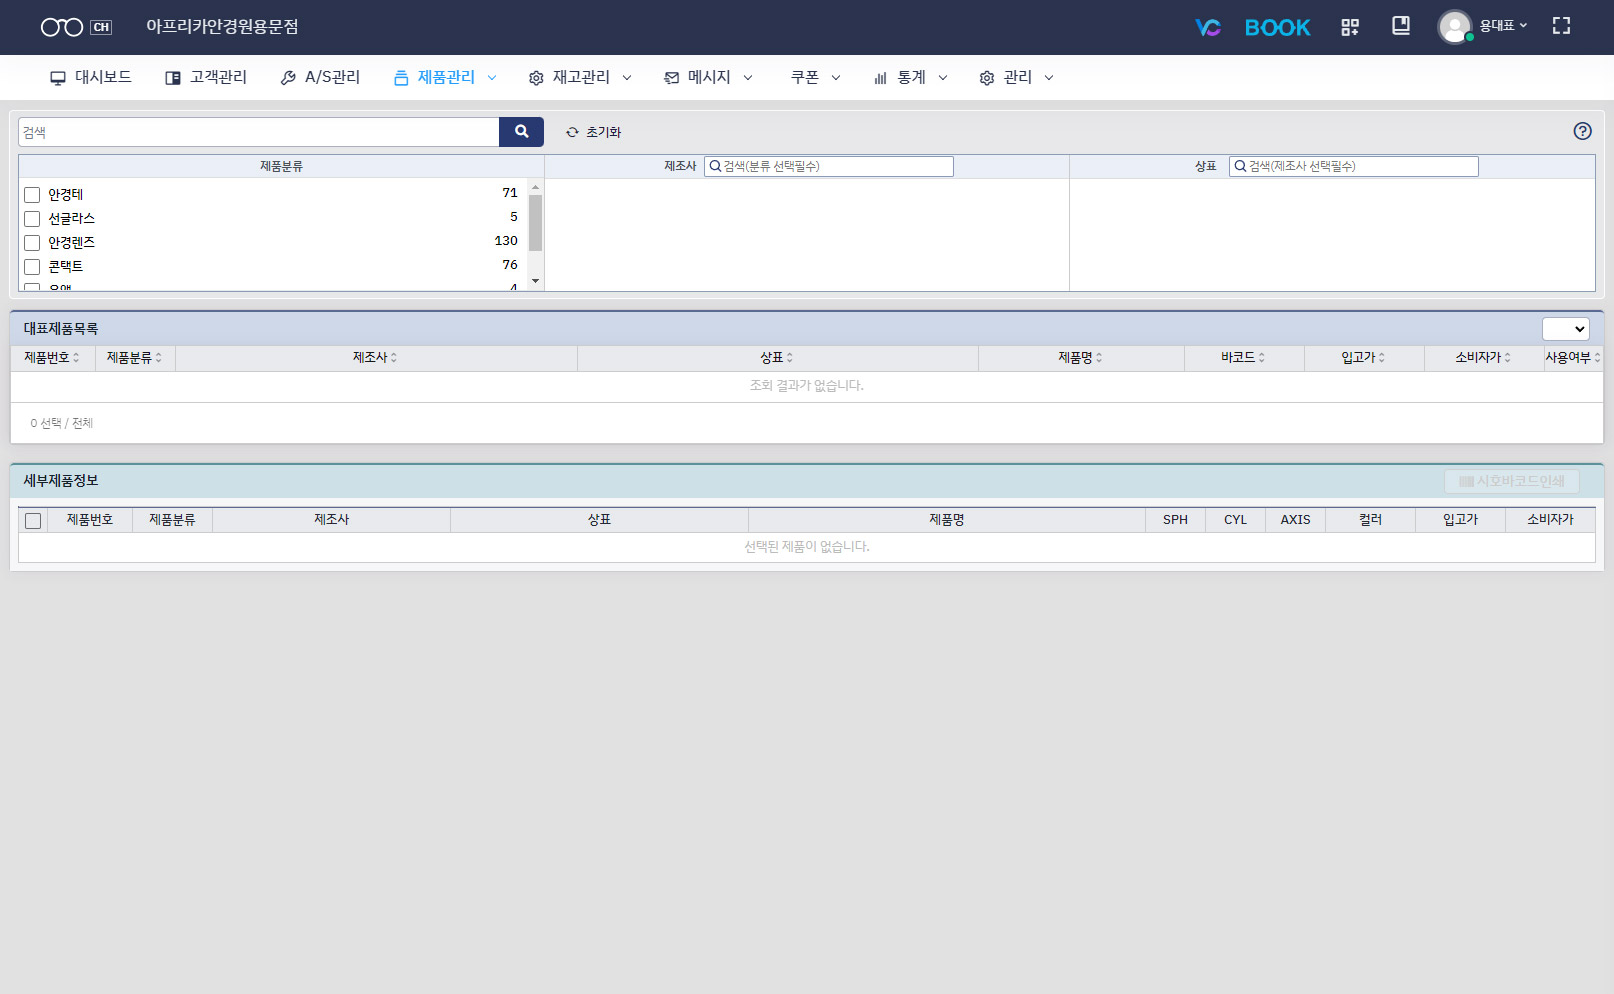 CH 아프리카안경원용문점 VC BOOK 용대표
대시보드 고객관리 A/S관리 제품관리 재고관리 메시지 쿠폰 통계 관리
검색 초기화
제품분류 제조사 검색(분류 선택필수) 상표 검색(제조사 선택필수)
안경테 71
선글라스 5
안경렌즈 130
콘택트 76
4
대표제품목록
제품번호 제품분류 제조사 상표 제품명 바코드 입고가 소비자가 사용여부
조회 결과가 없습니다.
0 선택 / 전체
세부제품정보 시호바코드인쇄
제품번호 제품분류 제조사 상표 제품명 SPH CYL AXIS 컬러 입고가 소비자가
선택된 제품이 없습니다.